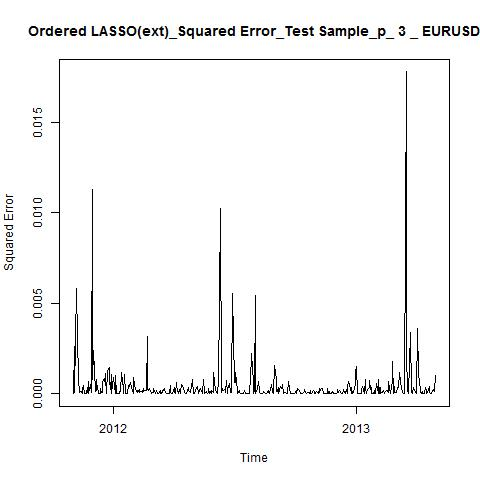 Ordered LASSO(ext)_Squared Error_Test Sample_p_ 3 _ EURUSD
Squared Error
0.015
0.010
0.005
0.000
2012
2013
Time